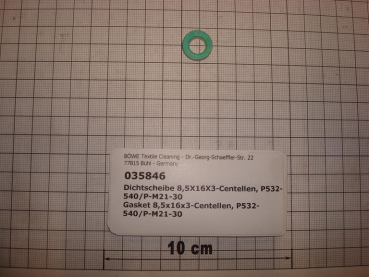 BÖWE Textile Cleaning - Dr.-Georg-Schaeffler-Str. 22
77815 Bühl - Germany
035846
Dichtscheibe 8,5X16X3-Centellen, P532-
540/P-M21-30
Gasket 8,5x16x3-Centellen, P532-
540/P-M21-30
10 cm